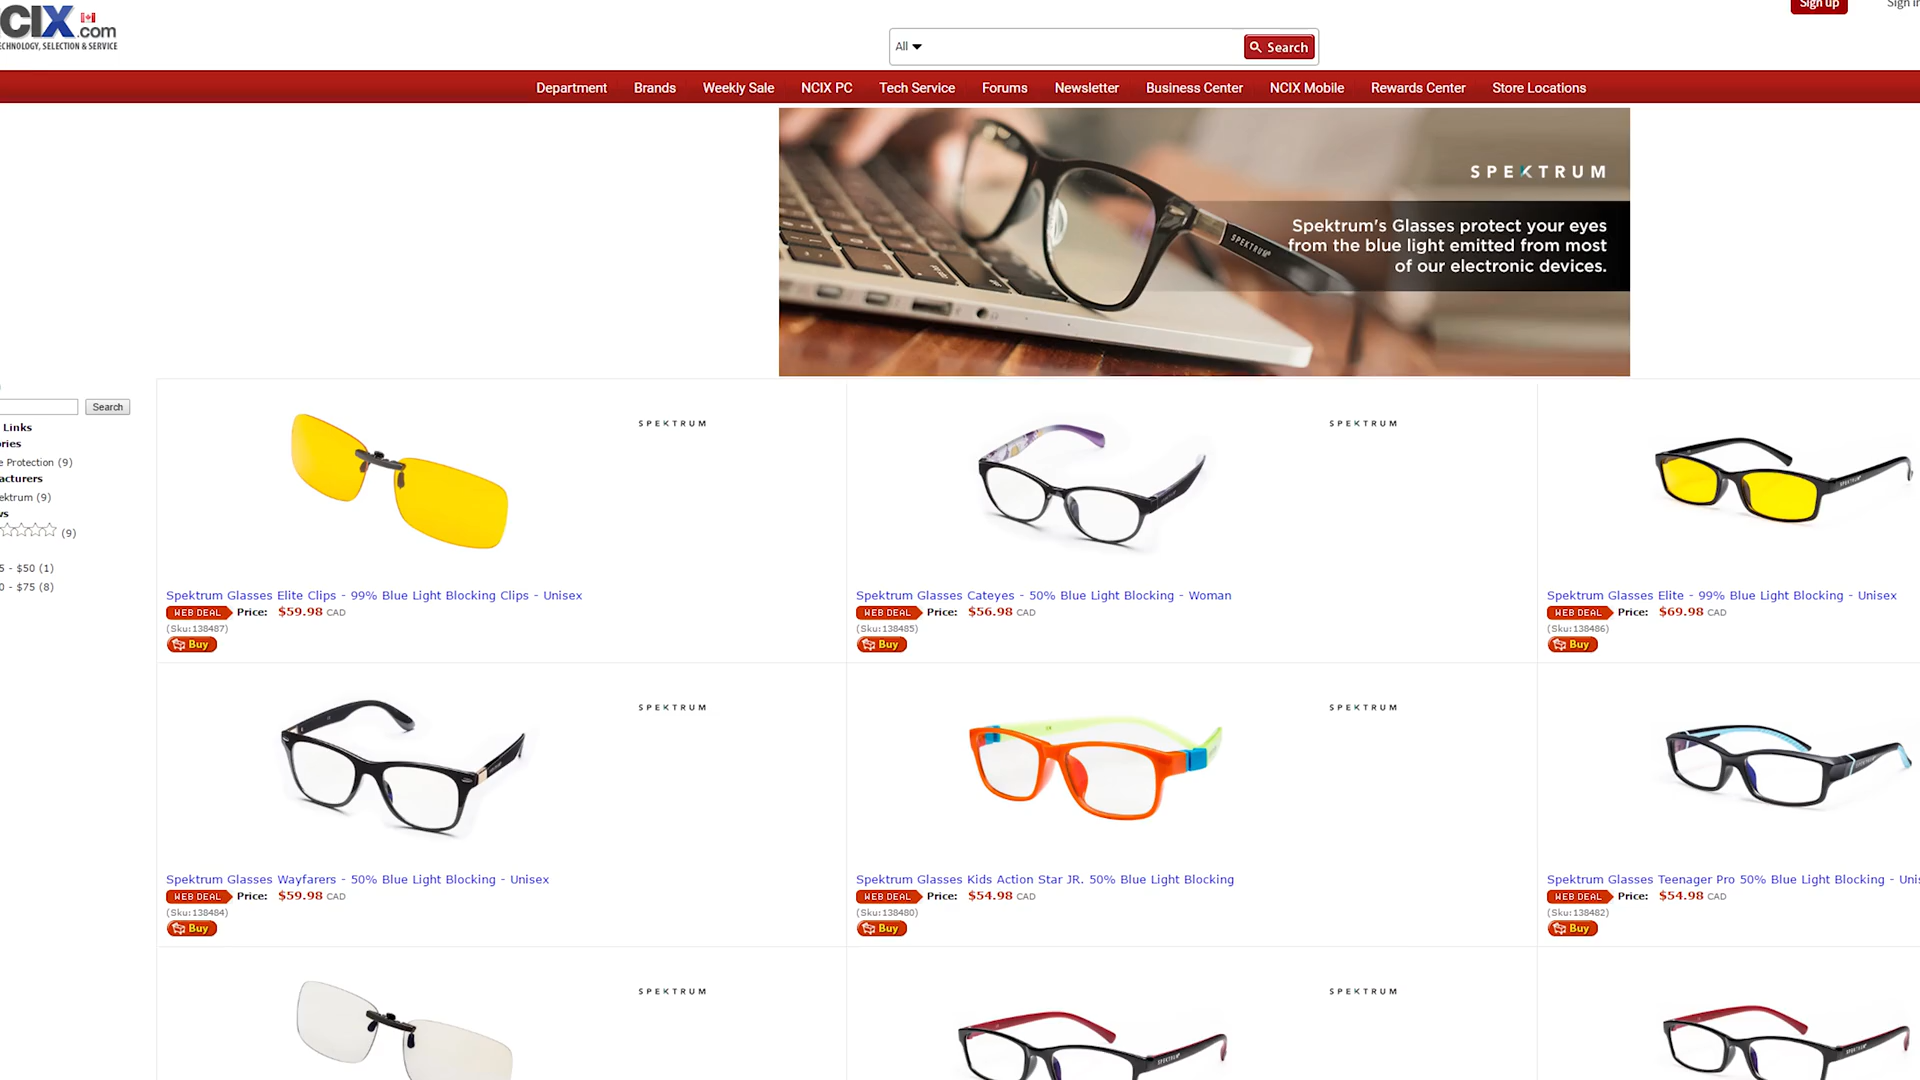 CIX.com
ECHNOLOGY, SELECTION & SERVICE
Sign up
Sign i
All
Search
Department Brands Weekly Sale NCIX PC Tech Service Forums Newsletter Business Center NCIX Mobile Rewards Center Store Locations
SPEKTRUM
SPEKTRUM
Spektrum's Glasses protect your eyes
from the blue light emitted from most
of our electronic devices.
Search
Links
ries
e Protection (9)
acturers
ektrum (9)
ws
(9)
5 - $50 (1)
0 - $75 (8)
SPEKTRUM
Spektrum Glasses Elite Clips - 99% Blue Light Blocking Clips - Unisex
WEB DEAL Price: $59.98 CAD
(Sku:138487)
Buy
SPEKTRUM
Spektrum Glasses Cateyes - 50% Blue Light Blocking - Woman
WEB DEAL Price: $56.98 CAD
(Sku:138485)
Buy
SPEKTRUM
Spektrum Glasses Elite - 99% Blue Light Blocking - Unisex
WEB DEAL Price: $69.98 CAD
(Sku:138486)
Buy
SPEKTRUM
Spektrum Glasses Wayfarers - 50% Blue Light Blocking - Unisex
WEB DEAL Price: $59.98 CAD
(Sku:138484)
Buy
SPEKTRUM
Spektrum Glasses Kids Action Star JR. 50% Blue Light Blocking
WEB DEAL Price: $54.98 CAD
(Sku:138480)
Buy
Spektrum Glasses Teenager Pro 50% Blue Light Blocking - Unis
WEB DEAL Price: $54.98 CAD
(Sku:138482)
Buy
SPEKTRUM
SPEKTRUM
SPEKTRUM
SPEKTRUM